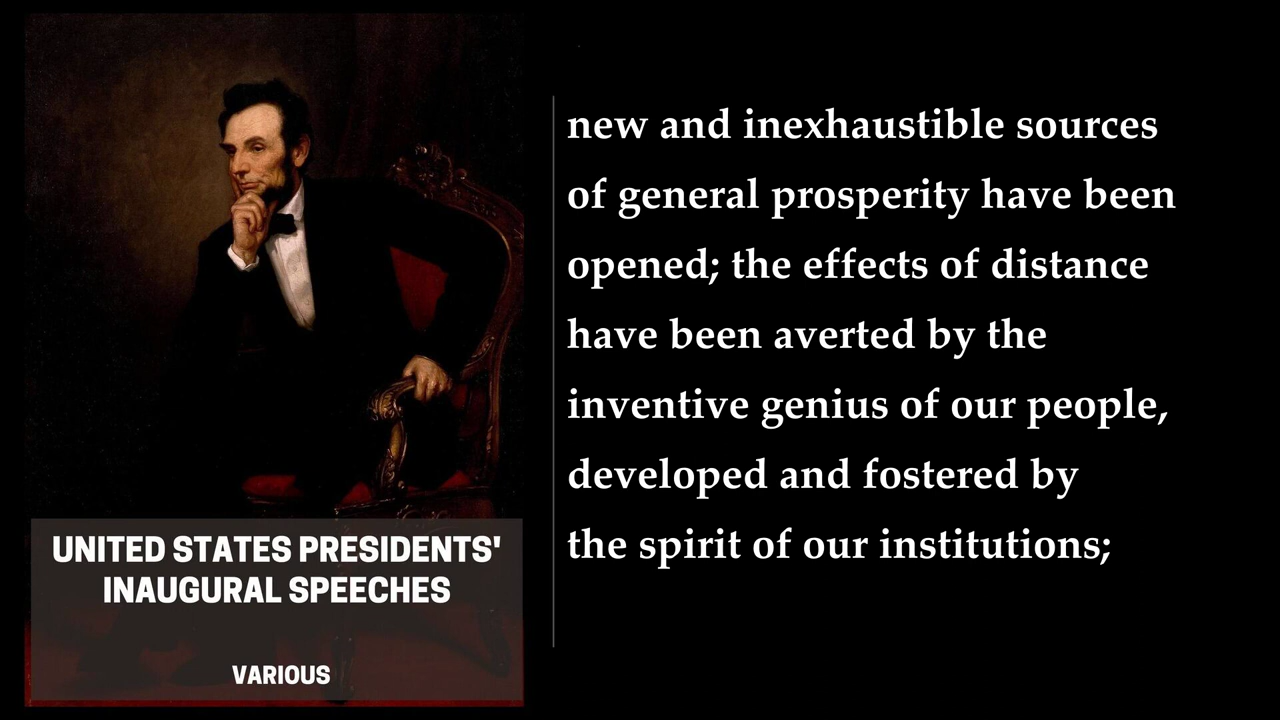 UNITED STATES PRESIDENTS'
INAUGURAL SPEECHES
VARIOUS
new and inexhaustible sources
of general prosperity have been
opened; the effects of distance
have been averted by the
inventive genius of our people,
developed and fostered by
the spirit of our institutions;